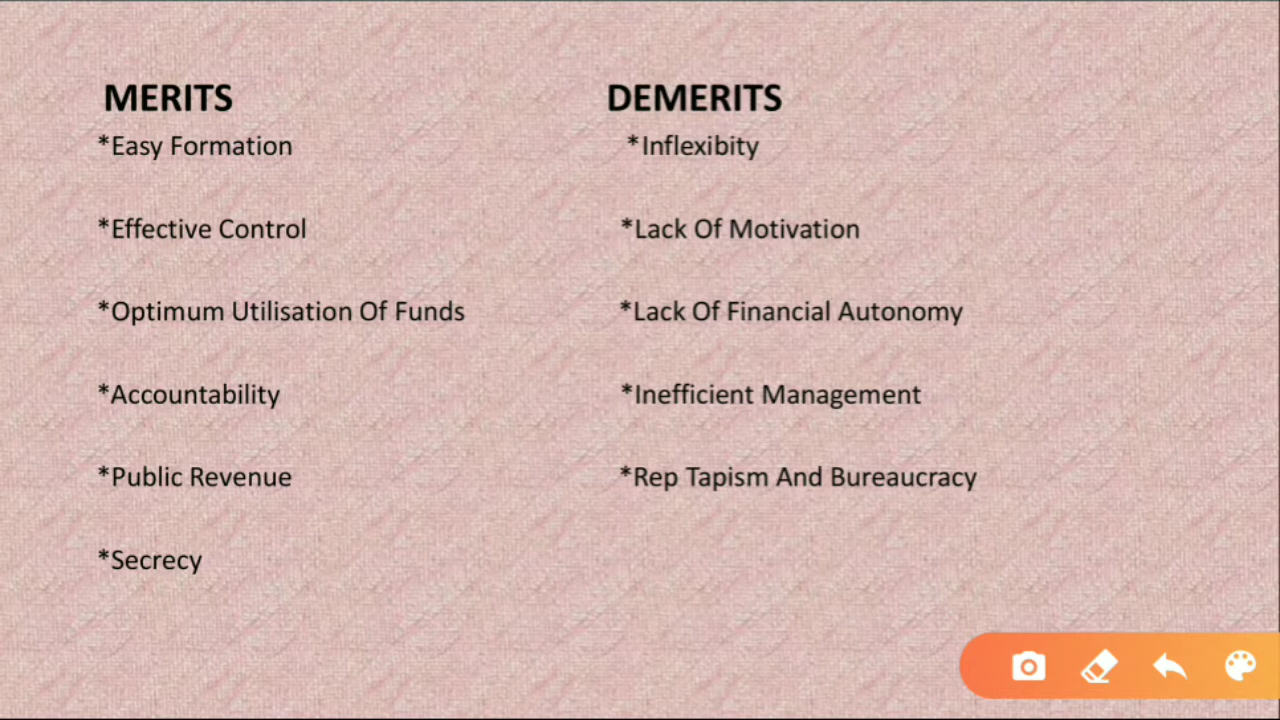 MERITS
*Easy Formation
*Effective Control
*Optimum Utilisation Of Funds
*Accountability
*Public Revenue
*Secrecy
DEMERITS
*Inflexibity
*Lack Of Motivation
*Lack Of Financial Autonomy
*Inefficient Management
*Rep Tapism And Bureaucracy